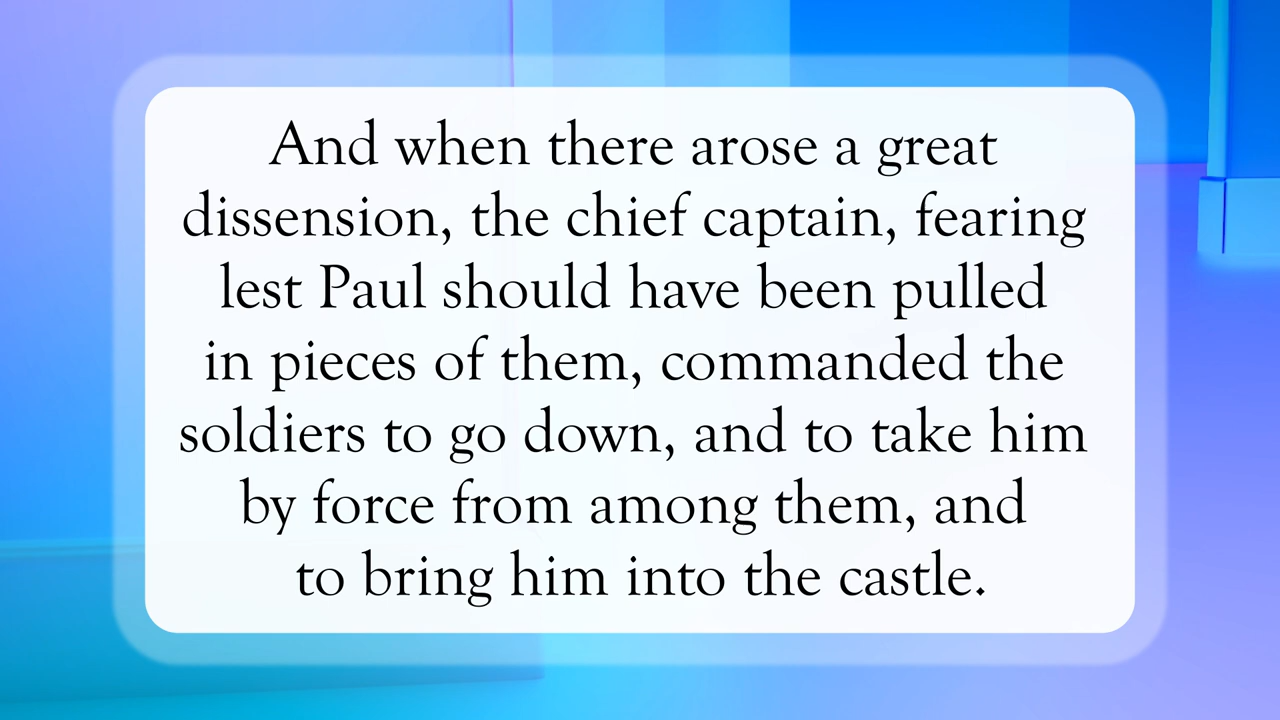 And when there arose a great
dissension, the chief captain, fearing
lest Paul should have been pulled
in pieces of them, commanded the
soldiers to go down, and to take him
by force from among them, and
to bring him into the castle.